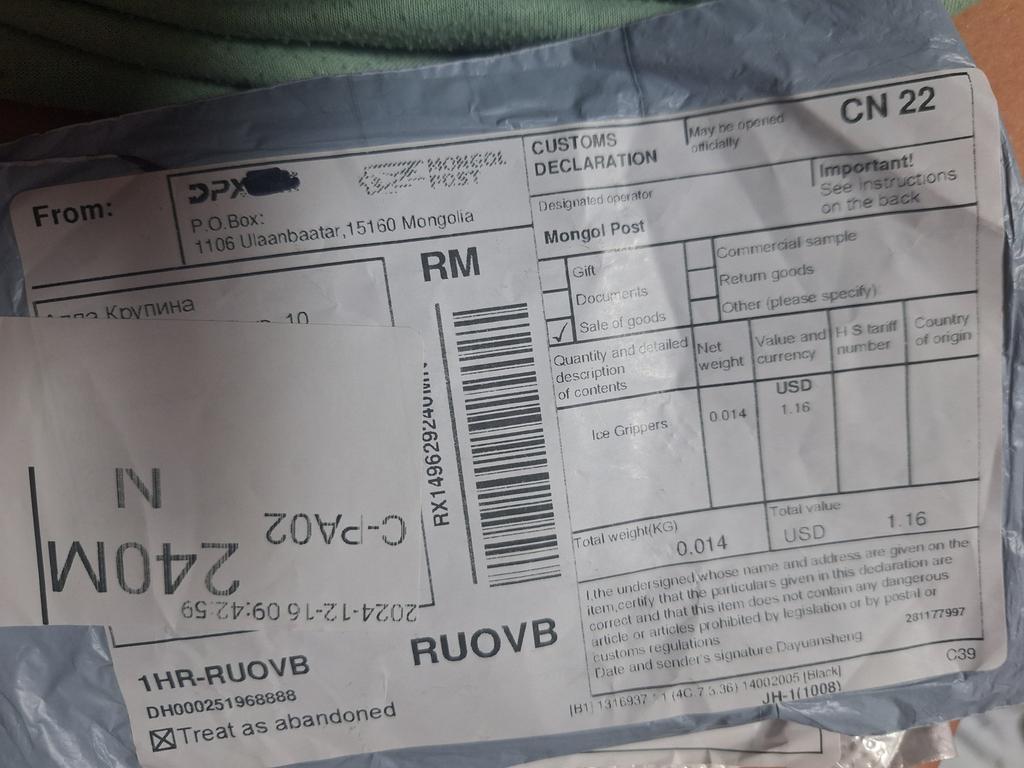 From:
DPX
MONGOL
POST
P.O.Box:
1106 Ulaanbaatar,15160 Mongolia
CUSTOMS
DECLARATION
May be opened
officially
CN 22
Designated operator
Important!
See Instructions
on the back
Mongol Post
RM
Gift
Documents
✓ Sale of goods
Commercial sample
Return goods
Other (please specify)
Крупина
10
Quantity and detailed
description
of contents
Net
weight
Value and
currency
H S tariff
number
Country
of origin
USD
Ice Grippers
0.014
1.16
RX149629240MN
Total weight(KG)
0.014
Total value
USD
1.16
I,the undersigned,whose name and address are given on the
item,certify that the particulars given in this declaration are
correct and that this item does not contain any dangerous
article or articles prohibited by legislation or by postal or
customs regulations
281177997
Date and sender's signature Dayuansheng
C39
2024-12-16 09:42:59
240M
C-PA02
RUOVB
1HR-RUOVB
DH000251968888
☒Treat as abandoned
14002005 [Black]
JH-1(1008)